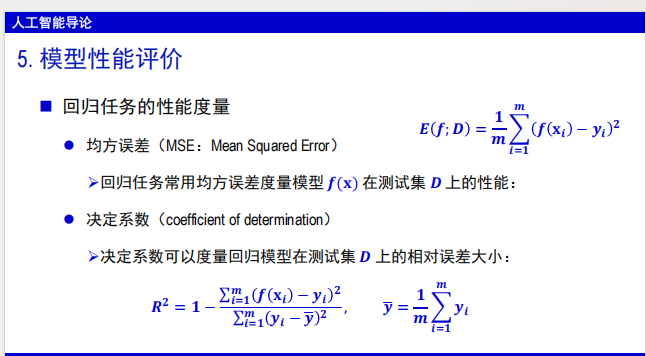 人工智能导论
5. 模型性能评价
■ 回归任务的性能度量
E(f; D) = \frac{1}{m} \sum_{i=1}^{m} (f(x_i) − y_i)^2
● 均方误差（MSE：Mean Squared Error）
➢回归任务常用均方误差度量模型 f(x) 在测试集 D 上的性能：
● 决定系数（coefficient of determination）
➢决定系数可以度量回归模型在测试集 D 上的相对误差大小：
R^2 = 1 − \frac{\sum_{i=1}^{m} (f(x_i) − y_i)^2}{\sum_{i=1}^{m} (y_i − \overline{y})^2}, \overline{y} = \frac{1}{m} \sum_{i=1}^{m} y_i